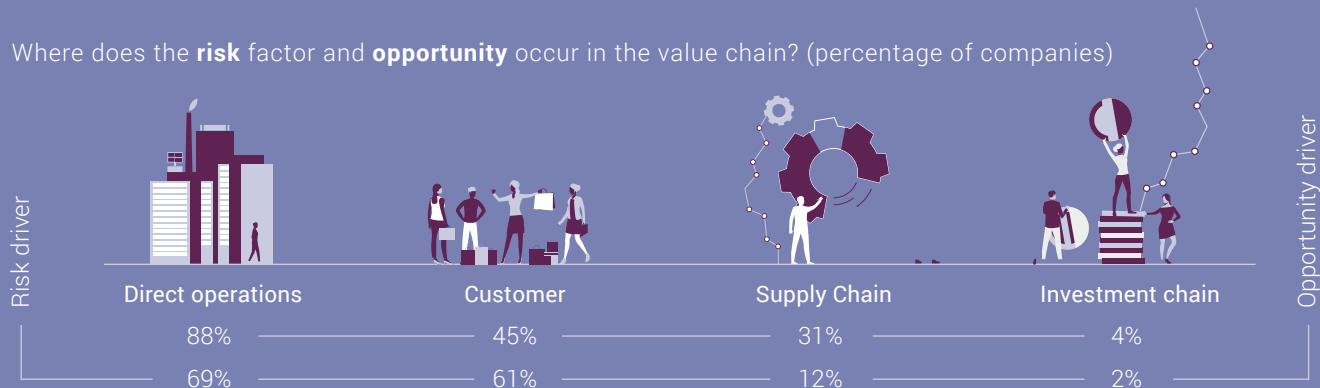 Where does the risk factor and opportunity occur in the value chain? (percentage of companies)
Risk driver
Opportunity driver
Direct operations Customer Supply Chain Investment chain
88% 45% 31% 4%
69% 61% 12% 2%